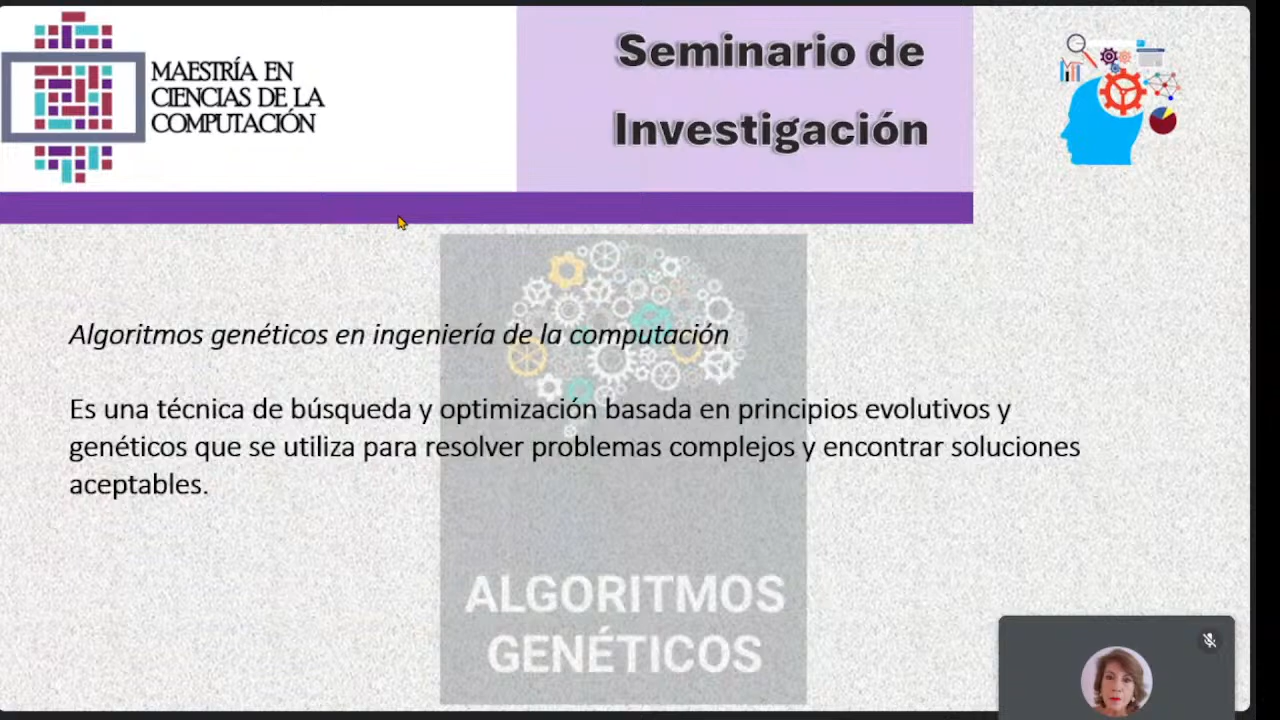 MAESTRÍA EN
CIENCIAS DE LA
COMPUTACIÓN
Seminario de
Investigación
Algoritmos genéticos en ingeniería de la computación
Es una técnica de búsqueda y optimización basada en principios evolutivos y
genéticos que se utiliza para resolver problemas complejos y encontrar soluciones
aceptables.
ALGORITMOS
GENÉTICOS